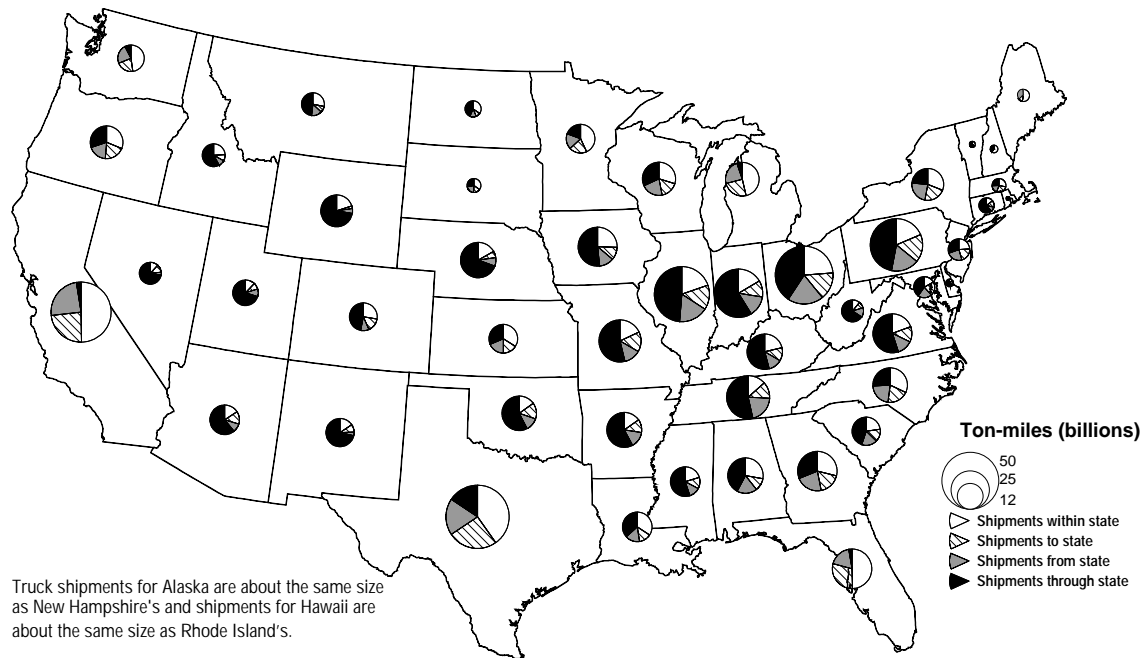 Ton-miles (billions)
50
25
12
Shipments within state
Shipments to state
Shipments from state
Shipments through state
Truck shipments for Alaska are about the same size
as New Hampshire's and shipments for Hawaii are
about the same size as Rhode Island's.